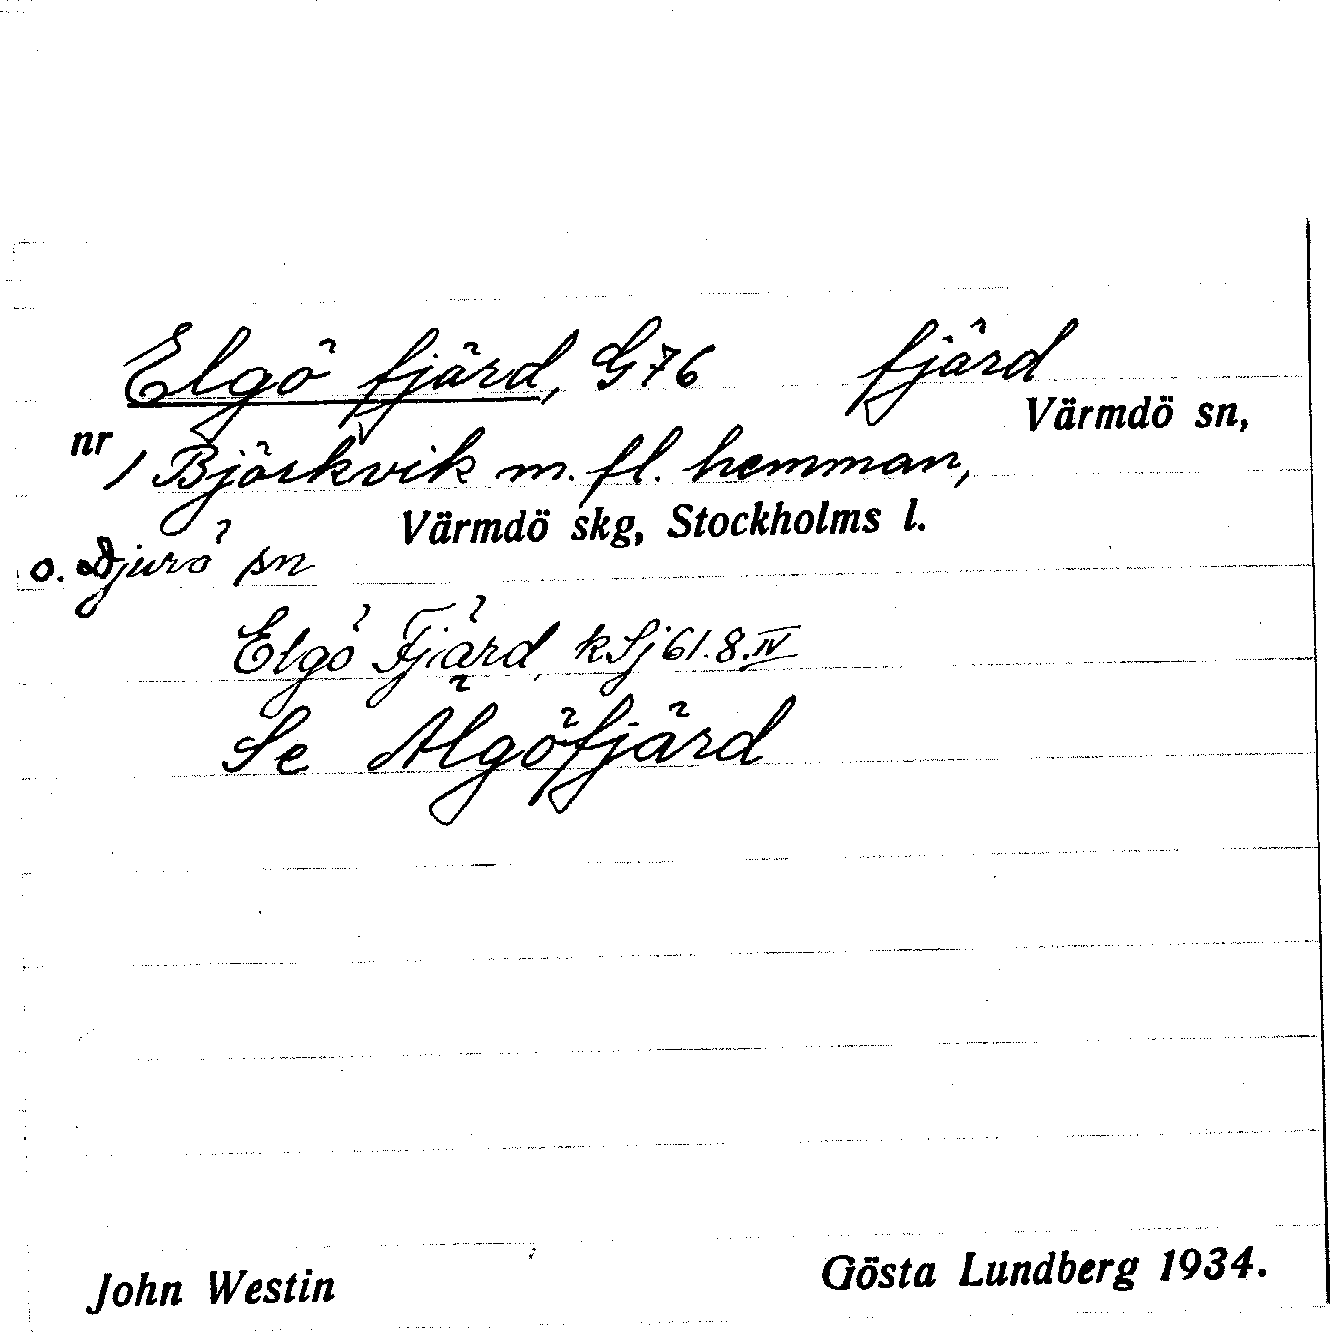 Elgö fjärd, G76 fjärd
Värmdö sn,
nr 1 Björkvik m. fl. hemman,
Värmdö skg, Stockholms l.
o. Djurö sn
Elgö Fjärd, kSj 61.8.IV
Se Älgöfjärd
John Westin Gösta Lundberg 1934.